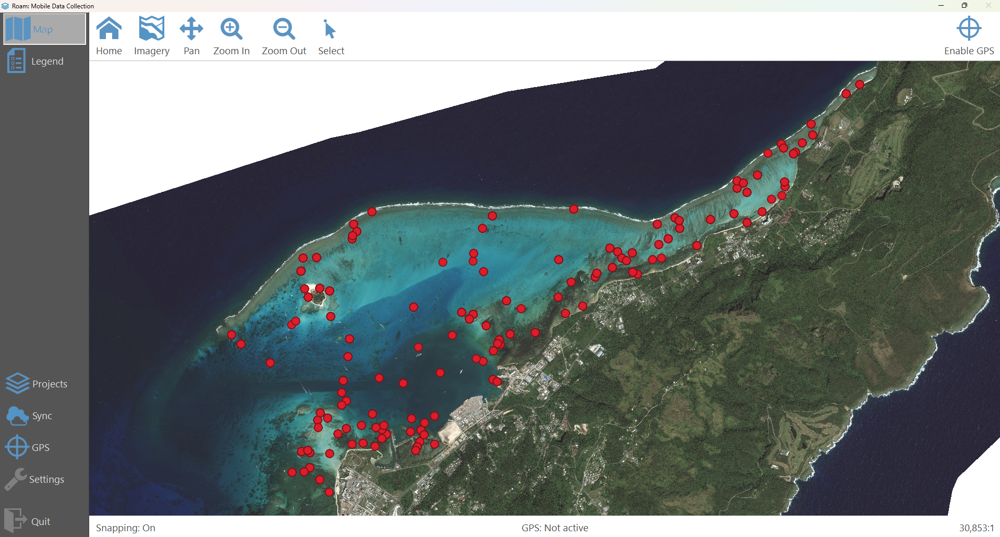 Roam: Mobile Data Collection
Map
Home
Imagery
Pan
Zoom In
Zoom Out
Select
Enable GPS
Legend
Projects
Sync
GPS
Settings
Quit
Snapping: On
GPS: Not active
30,853:1